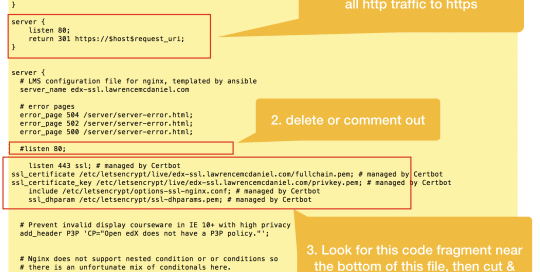 }
all http traffic to https
server {
listen 80;
return 301 https://$host$request_uri;
}
server {
# LMS configuration file for nginx, templated by ansible
server_name edx-ssl.lawrencemcdaniel.com
# error pages
error_page 504 /server/server-error.html;
error_page 502 /server/server-error.html;
error_page 500 /server/server-error.html;
2. delete or comment out
#listen 80;
listen 443 ssl; # managed by Certbot
ssl_certificate /etc/letsencrypt/live/edx-ssl.lawrencemcdaniel.com/fullchain.pem; # managed by Certbot
ssl_certificate_key /etc/letsencrypt/live/edx-ssl.lawrencemcdaniel.com/privkey.pem; # managed by Certbot
include /etc/letsencrypt/options-ssl-nginx.conf; # managed by Certbot
ssl_dhparam /etc/letsencrypt/ssl-dhparams.pem; # managed by Certbot
# Prevent invalid display courseware in IE 10+ with high privacy
add_header P3P 'CP="Open edX does not have a P3P policy."';
3. Look for this code fragment near
the bottom of this file, then cut &
# Nginx does not support nested condition or or conditions so
# there is an unfortunate mix of conditonals here.